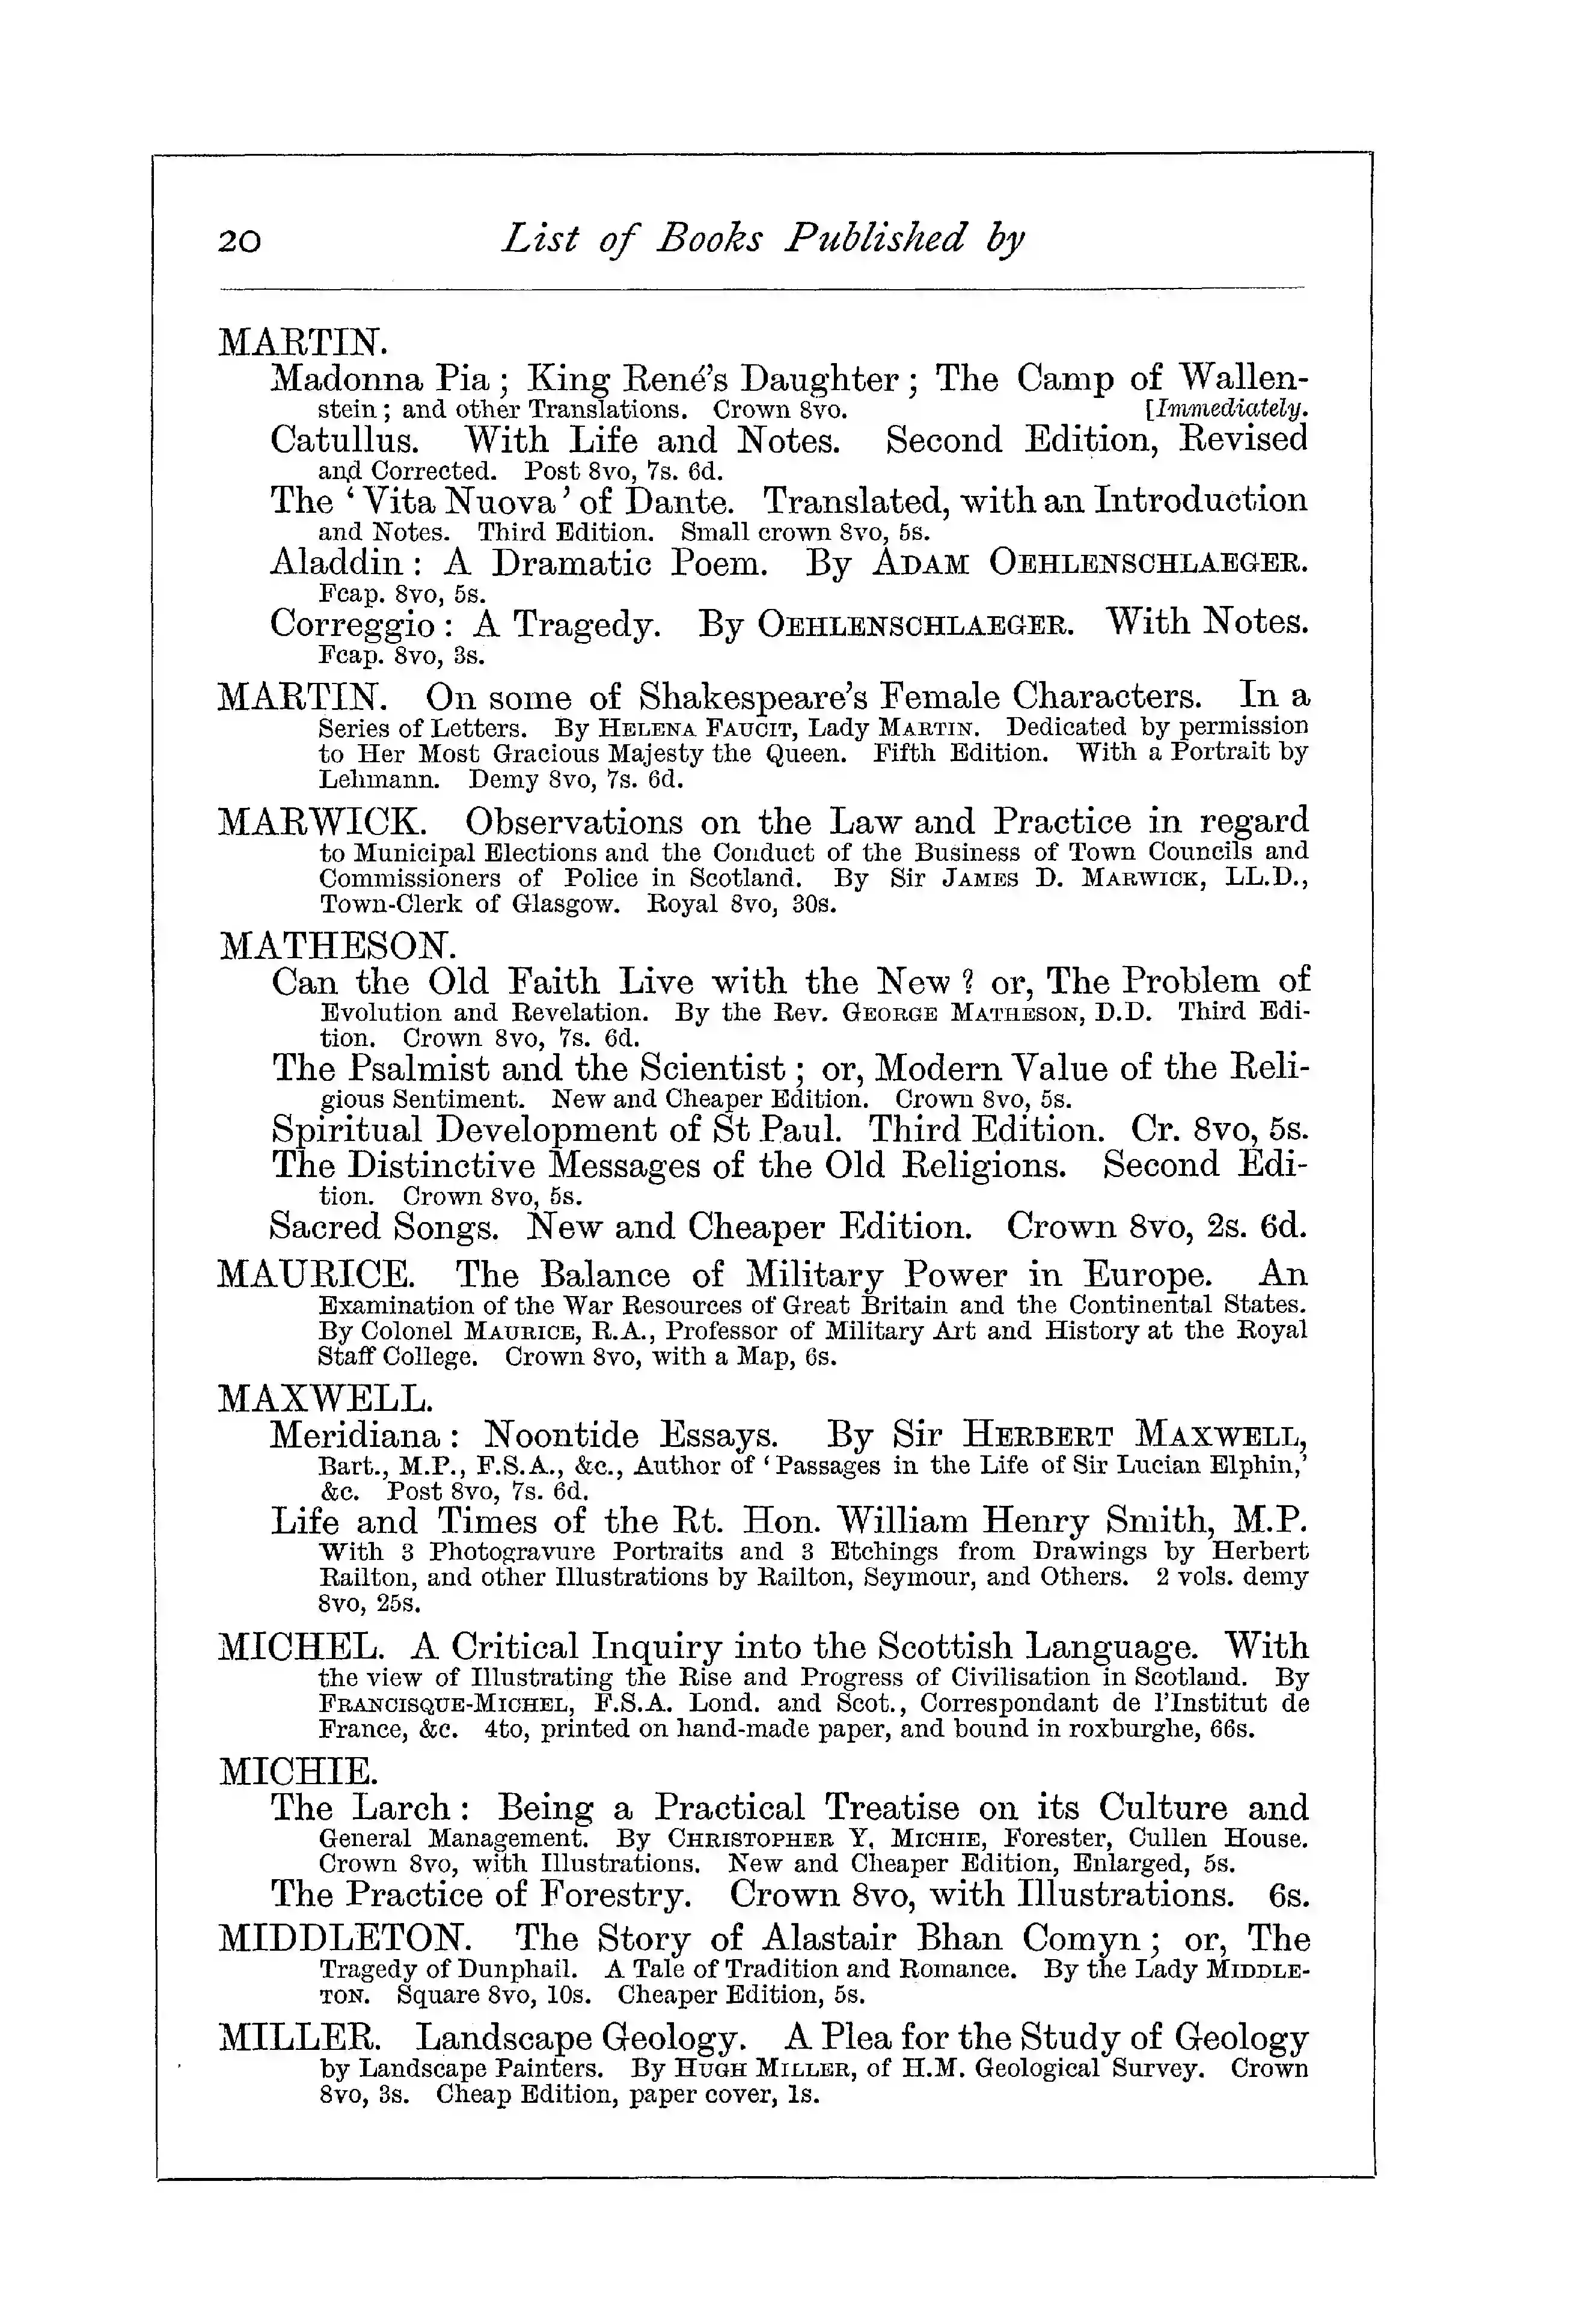 20 List of Books Published by
MARTIN.
Madonna Pia; King René's Daughter; The Camp of Wallen-
stein; and other Translations. Crown 8vo. [Immediately.
Catullus. With Life and Notes. Second Edition, Revised
and Corrected. Post 8vo, 7s. 6d.
The 'Vita Nuova' of Dante. Translated, with an Introduction
and Notes. Third Edition. Small crown 8vo, 5s.
Aladdin: A Dramatic Poem. By ADAM OEHLENSCHLAEGER.
Fcap. 8vo, 5s.
Correggio: A Tragedy. By OEHLENSCHLAEGER. With Notes.
Fcap. 8vo, 3s.
MARTIN. On some of Shakespeare's Female Characters. In a
Series of Letters. By HELENA FAUCIT, Lady MARTIN. Dedicated by permission
to Her Most Gracious Majesty the Queen. Fifth Edition. With a Portrait by
Lehmann. Demy 8vo, 7s. 6d.
MARWICK. Observations on the Law and Practice in regard
to Municipal Elections and the Conduct of the Business of Town Councils and
Commissioners of Police in Scotland. By Sir JAMES D. MARWICK, LL.D.,
Town-Clerk of Glasgow. Royal 8vo, 30s.
MATHESON.
Can the Old Faith Live with the New? or, The Problem of
Evolution and Revelation. By the Rev. GEORGE MATHESON, D.D. Third Edi-
tion. Crown 8vo, 7s. 6d.
The Psalmist and the Scientist; or, Modern Value of the Reli-
gious Sentiment. New and Cheaper Edition. Crown 8vo, 5s.
Spiritual Development of St Paul. Third Edition. Cr. 8vo, 5s.
The Distinctive Messages of the Old Religions. Second Edi-
tion. Crown 8vo, 5s.
Sacred Songs. New and Cheaper Edition. Crown 8vo, 2s. 6d.
MAURICE. The Balance of Military Power in Europe. An
Examination of the War Resources of Great Britain and the Continental States.
By Colonel MAURICE, R.A., Professor of Military Art and History at the Royal
Staff College. Crown 8vo, with a Map, 6s.
MAXWELL.
Meridiana: Noontide Essays. By Sir HERBERT MAXWELL,
Bart., M.P., F.S.A., &c., Author of 'Passages in the Life of Sir Lucian Elphin,'
&c. Post 8vo, 7s. 6d.
Life and Times of the Rt. Hon. William Henry Smith, M.P.
With 3 Photogravure Portraits and 3 Etchings from Drawings by Herbert
Railton, and other Illustrations by Railton, Seymour, and Others. 2 vols. demy
8vo, 25s.
MICHEL. A Critical Inquiry into the Scottish Language. With
the view of Illustrating the Rise and Progress of Civilisation in Scotland. By
FRANCISQUE-MICHEL, F.S.A. Lond. and Scot., Correspondant de l'Institut de
France, &c. 4to, printed on hand-made paper, and bound in roxburghe, 66s.
MICHIE.
The Larch: Being a Practical Treatise on its Culture and
General Management. By CHRISTOPHER Y. MICHIE, Forester, Cullen House.
Crown 8vo, with Illustrations. New and Cheaper Edition, Enlarged, 5s.
The Practice of Forestry. Crown 8vo, with Illustrations. 6s.
MIDDLETON. The Story of Alastair Bhan Comyn; or, The
Tragedy of Dunphail. A Tale of Tradition and Romance. By the Lady MIDDLE-
TON. Square 8vo, 10s. Cheaper Edition, 5s.
MILLER. Landscape Geology. A Plea for the Study of Geology
by Landscape Painters. By HUGH MILLER, of H.M. Geological Survey. Crown
8vo, 3s. Cheap Edition, paper cover, 1s.